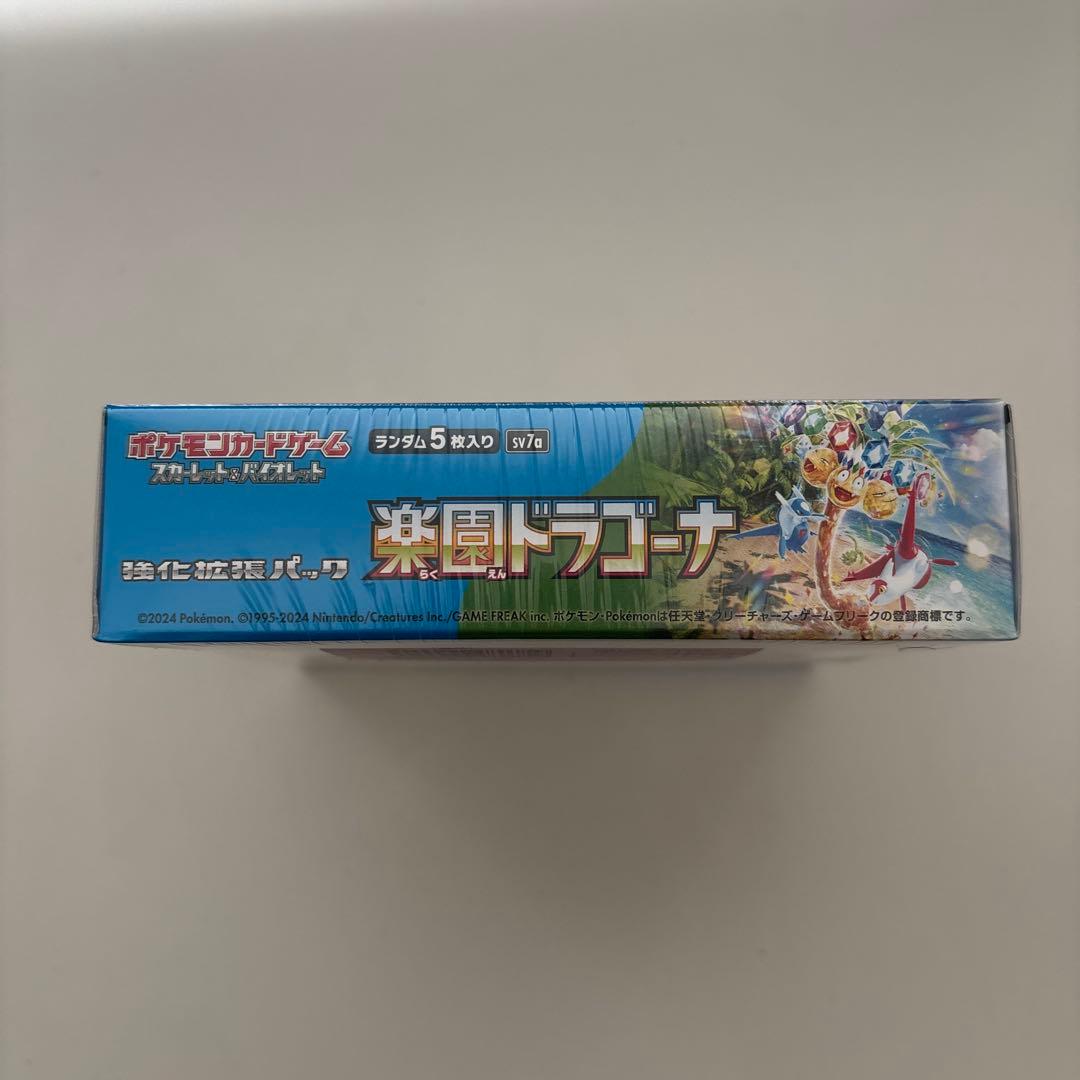 ポケモンカードゲーム
スカーレット&バイオレット
ランダム5枚入り
sv7a
強化拡張パック
楽園ドラゴーナ
らくえん
©2024 Pokémon. ©1995-2024 Nintendo/Creatures Inc./GAME FREAK inc. ポケモン・Pokémonは任天堂・クリーチャーズ・ゲームフリークの登録商標です。